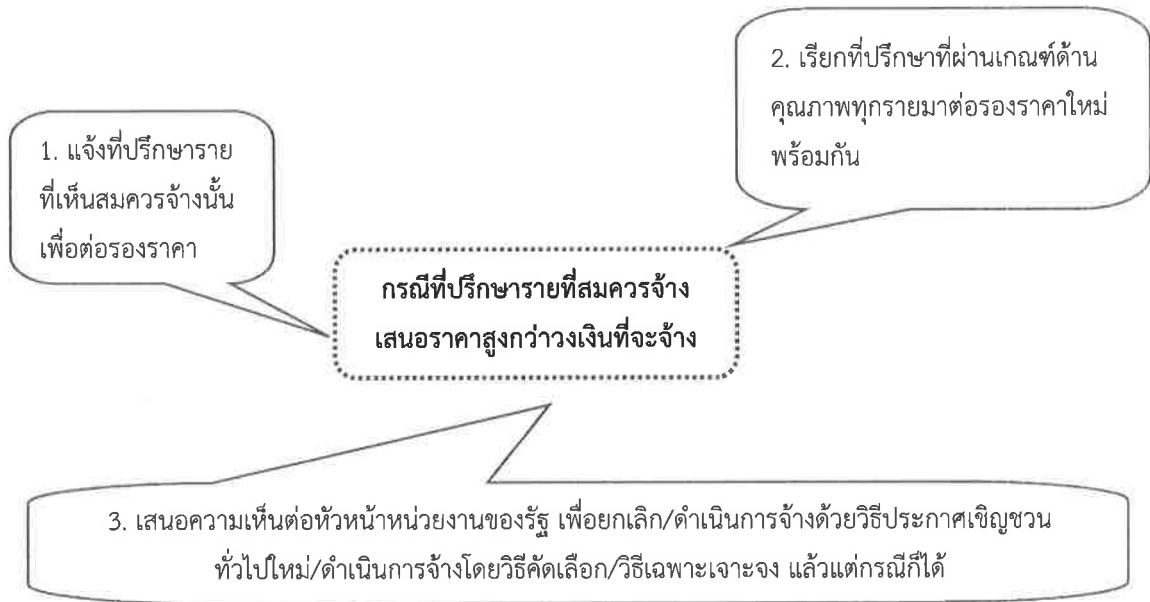 1. แจ้งที่ปรึกษาราย
ที่เห็นสมควรจ้างนั้น
เพื่อต่อรองราคา
2. เรียกที่ปรึกษาที่ผ่านเกณฑ์ด้าน
คุณภาพทุกรายมาต่อรองราคาใหม่
พร้อมกัน
กรณีที่ปรึกษารายที่สมควรจ้าง
เสนอราคาสูงกว่าวงเงินที่จะจ้าง
3. เสนอความเห็นต่อหัวหน้าหน่วยงานของรัฐ เพื่อยกเลิก/ดำเนินการจ้างด้วยวิธีประกาศเชิญชวน
ทั่วไปใหม่/ดำเนินการจ้างโดยวิธีคัดเลือก/วิธีเฉพาะเจาะจง แล้วแต่กรณีก็ได้